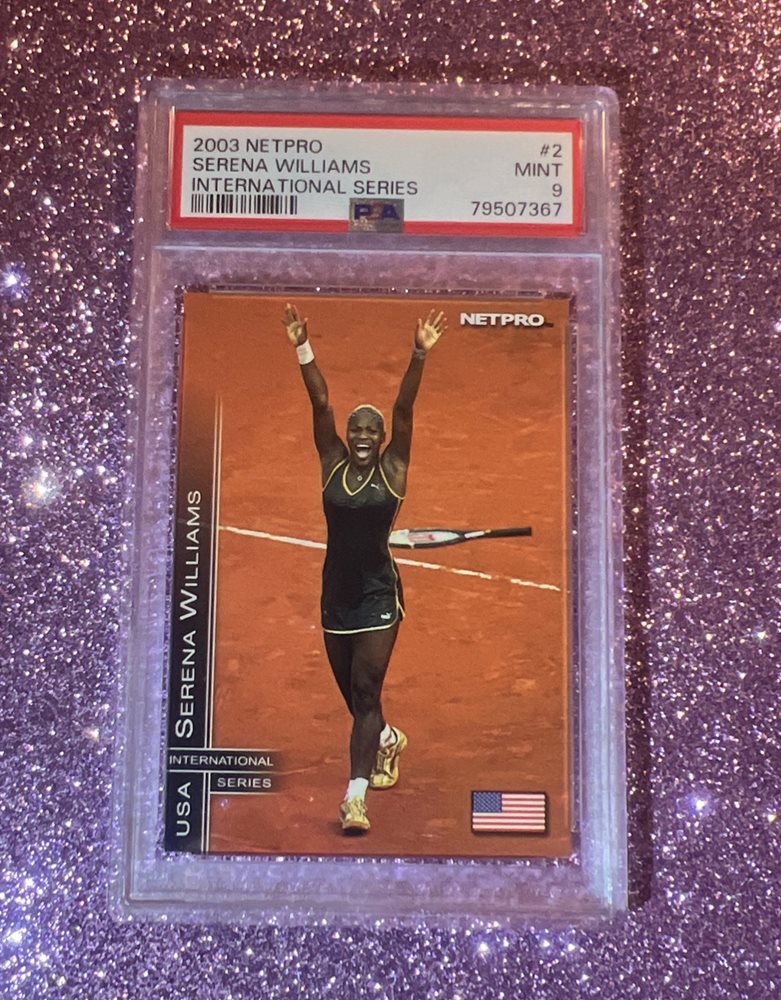 2003 NETPRO #2
SERENA WILLIAMS MINT
INTERNATIONAL SERIES 9
PSA 79507367
NETPRO
SERENA WILLIAMS
INTERNATIONAL
USA SERIES